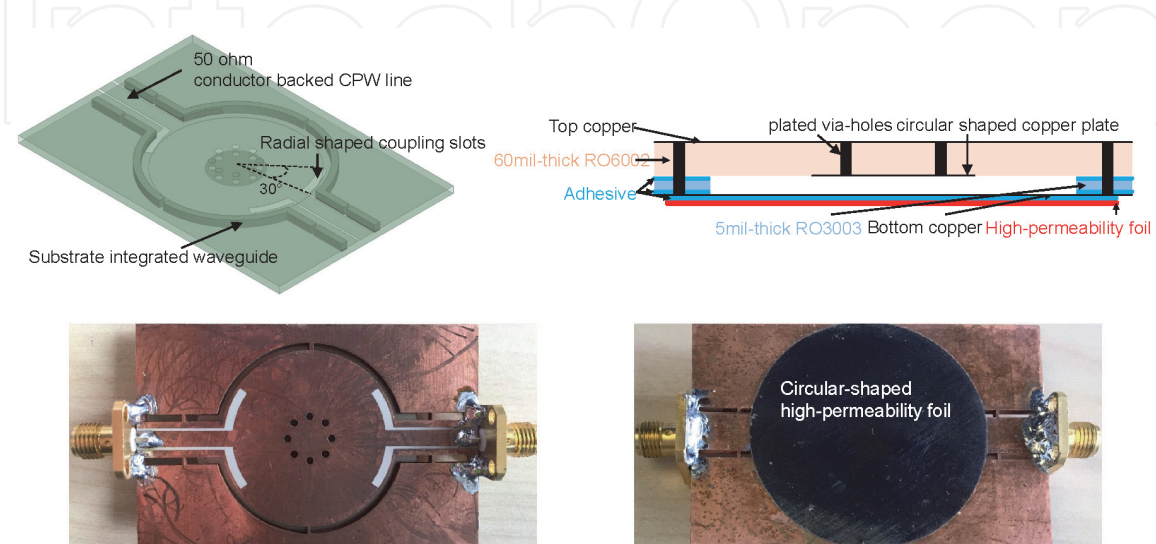 50 ohm
conductor backed CPW line
Radial shaped coupling slots
30°
Substrate integrated waveguide
Top copper
plated via-holes circular shaped copper plate
60mil-thick RO6002
Adhesive
5mil-thick RO3003 Bottom copper High-permeability foil
Circular-shaped
high-permeability foil